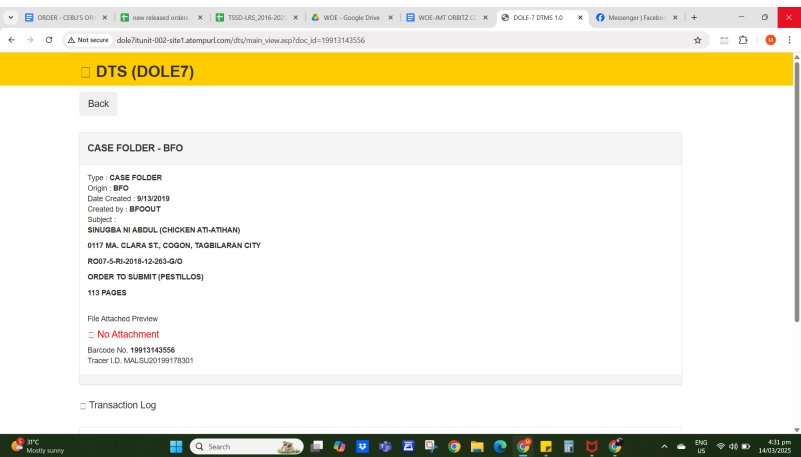 ORDER - CEBU'S OR
new released orders
TSSD-LRS_2016-202
WOE - Google Drive
WOE-JMT ORBITZ C
DOLE-7 DTMS 1.0
Messenger | Faceboo
Not secure dole7itunit-002-site1.atempurl.com/dts/main_view.asp?doc_id=19913143556
DTS (DOLE7)
Back
CASE FOLDER - BFO
Type : CASE FOLDER
Origin : BFO
Date Created : 9/13/2019
Created by : BFOOUT
Subject :
SINUGBA NI ABDUL (CHICKEN ATI-ATIHAN)
0117 MA. CLARA ST., COGON, TAGBILARAN CITY
RO07-5-RI-2018-12-263-G/O
ORDER TO SUBMIT (PESTILLOS)
113 PAGES
File Attached Preview
No Attachment
Barcode No. 19913143556
Tracer I.D. MALSU20199178301
Transaction Log
31°C
Mostly sunny
Search
ENG
US
4:31 pm
14/03/2025